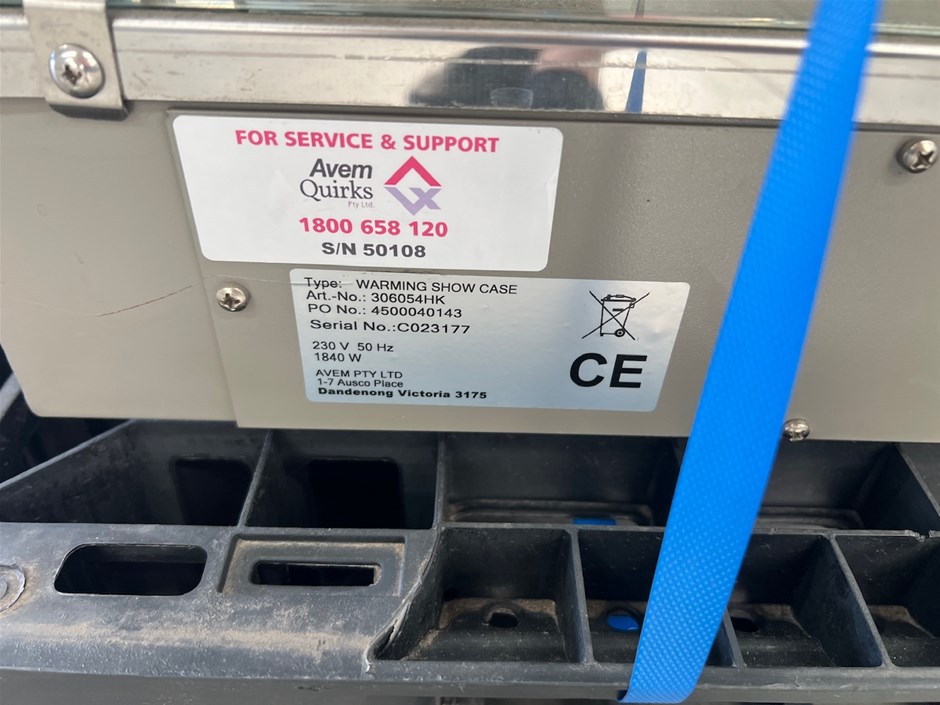 FOR SERVICE & SUPPORT
Avem
Quirks
Pty Ltd.
1800 658 120
S/N 50108
Type: WARMING SHOW CASE
Art.-No.: 306054HK
PO No.: 4500040143
Serial No.:C023177
230 V 50 Hz
1840 W
AVEM PTY LTD
1-7 Ausco Place
Dandenong Victoria 3175
CE